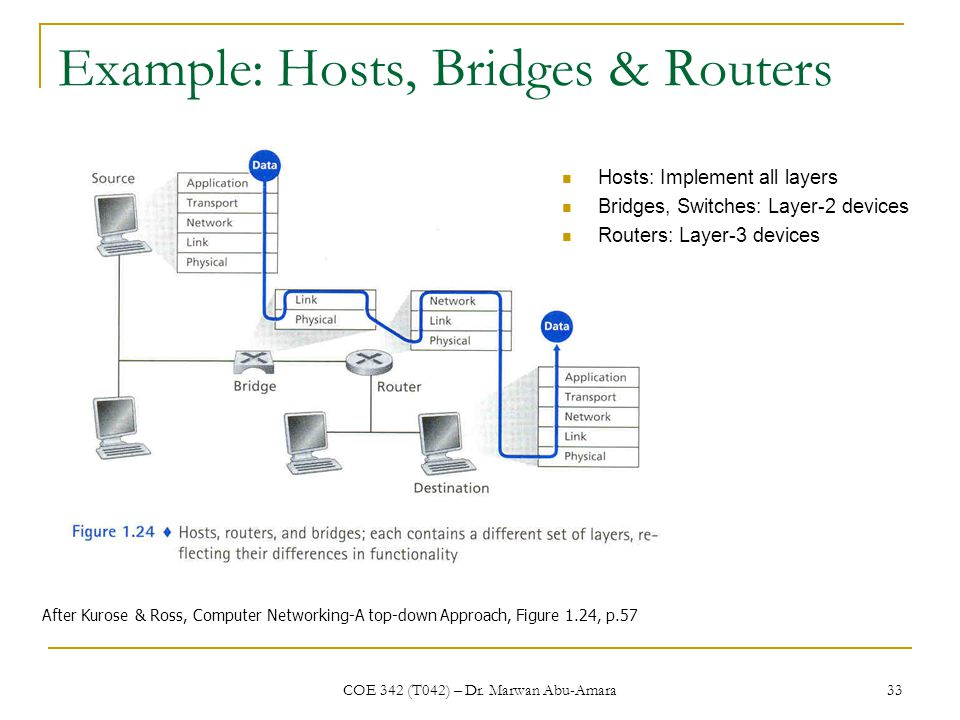 Example: Hosts, Bridges & Routers
Hosts: Implement all layers
Bridges, Switches: Layer-2 devices
Routers: Layer-3 devices
Data
Source
Application
Transport
Network
Link
Physical
Link
Physical
Network
Link
Physical
Data
Bridge
Router
Application
Transport
Network
Link
Physical
Destination
Figure 1.24 ♦ Hosts, routers, and bridges; each contains a different set of layers, re-
flecting their differences in functionality
After Kurose & Ross, Computer Networking-A top-down Approach, Figure 1.24, p.57
COE 342 (T042) – Dr. Marwan Abu-Amara
33